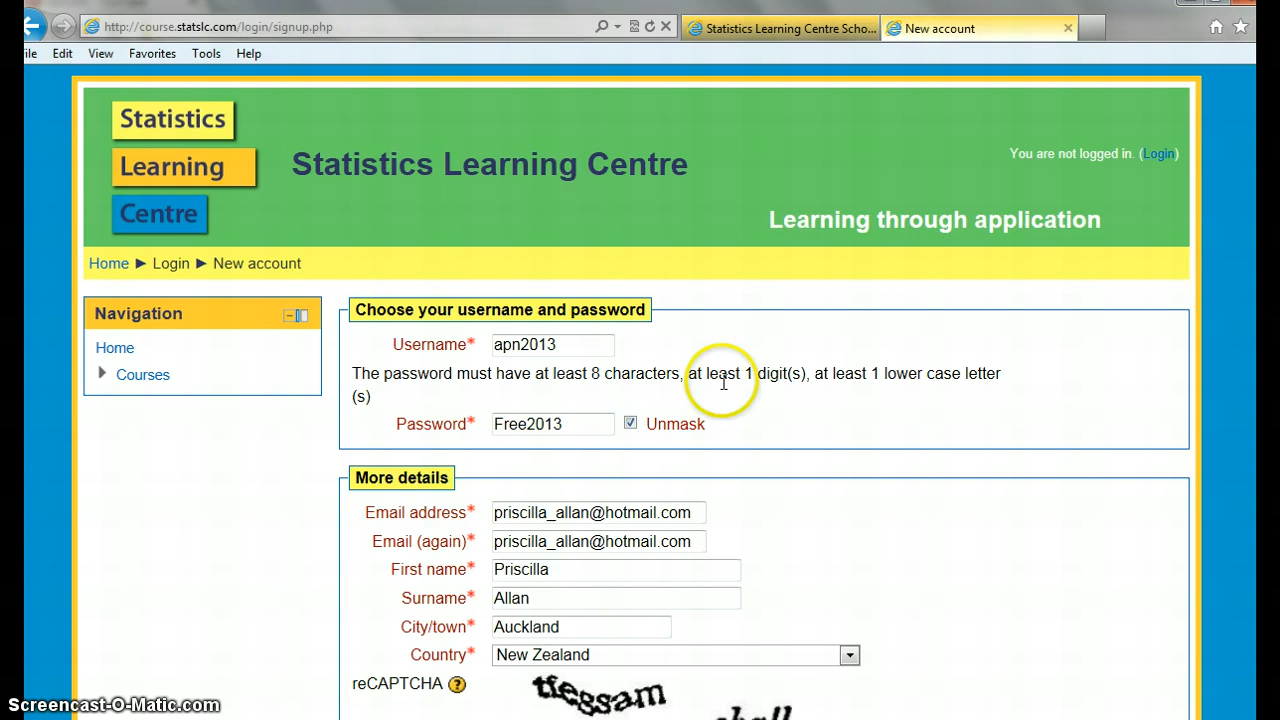 http://course.statslc.com/login/signup.php
Statistics Learning Centre Scho...
New account
File Edit View Favorites Tools Help
Statistics
Learning
Centre
Statistics Learning Centre
You are not logged in. (Login)
Learning through application
Home ► Login ► New account
Navigation
Home
Courses
Choose your username and password
Username* apn2013
The password must have at least 8 characters, at least 1 digit(s), at least 1 lower case letter
(s)
Password* Free2013 Unmask
More details
Email address* priscilla_allan@hotmail.com
Email (again)* priscilla_allan@hotmail.com
First name* Priscilla
Surname* Allan
City/town* Auckland
Country* New Zealand
reCAPTCHA ? tiegsam
shall
Screencast-O-Matic.com